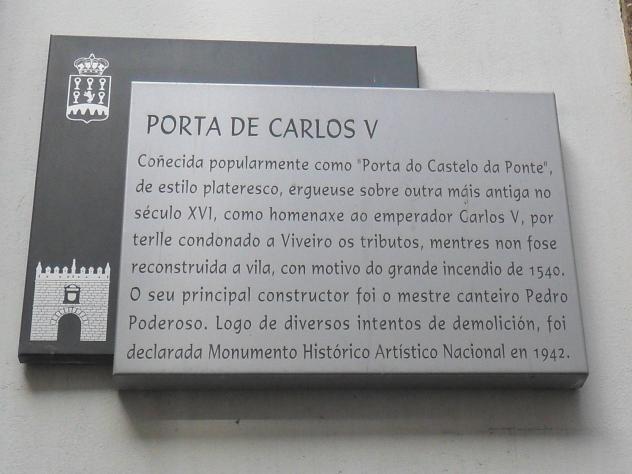 PORTA DE CARLOS V
Coñecida popularmente como "Porta do Castelo da Ponte",
de estilo plateresco, ergueuse sobre outra máis antiga no
século XVI, como homenaxe ao emperador Carlos V, por
terlle condonado a Viveiro os tributos, mentres non fose
reconstruida a vila, con motivo do grande incendio de 1540.
O seu principal constructor foi o mestre canteiro Pedro
Poderoso. Logo de diversos intentos de demolición, foi
declarada Monumento Histórico Artístico Nacional en 1942.